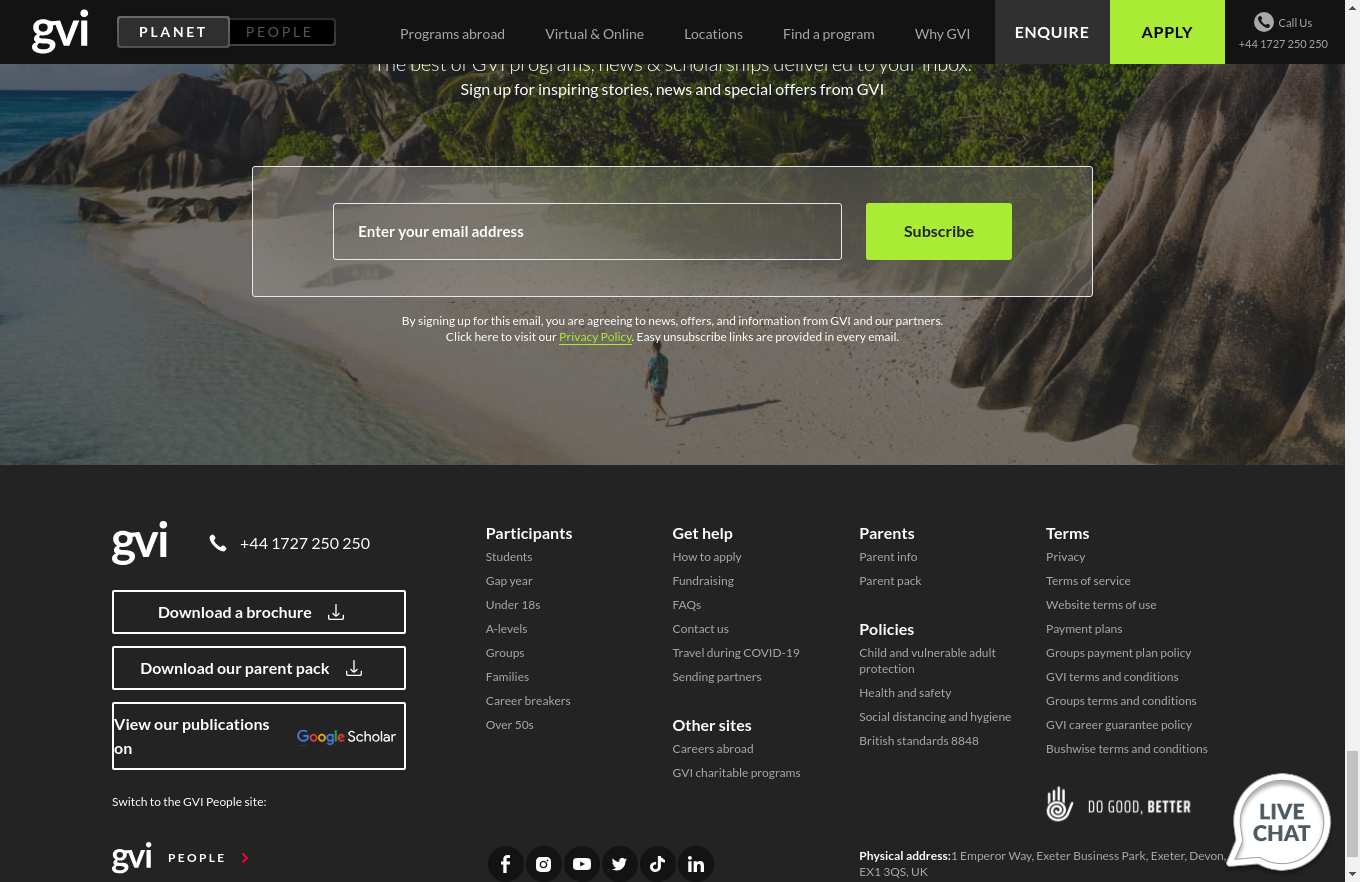 gvi
PLANET
PEOPLE
Programs abroad
Virtual & Online
Locations
Find a program
Why GVI
ENQUIRE
APPLY
Call Us
+44 1727 250 250
The best of GVI programs, news & scholarships delivered to your inbox.
Sign up for inspiring stories, news and special offers from GVI
Enter your email address
Subscribe
By signing up for this email, you are agreeing to news, offers, and information from GVI and our partners.
Click here to visit our Privacy Policy. Easy unsubscribe links are provided in every email.
gvi
+44 1727 250 250
Download a brochure
Download our parent pack
View our publications
on
Google Scholar
Switch to the GVI People site:
gvi PEOPLE
Participants
Students
Gap year
Under 18s
A-levels
Groups
Families
Career breakers
Over 50s
Get help
How to apply
Fundraising
FAQs
Contact us
Travel during COVID-19
Sending partners
Other sites
Careers abroad
GVI charitable programs
Parents
Parent info
Parent pack
Policies
Child and vulnerable adult
protection
Health and safety
Social distancing and hygiene
British standards 8848
Terms
Privacy
Terms of service
Website terms of use
Payment plans
Groups payment plan policy
GVI terms and conditions
Groups terms and conditions
GVI career guarantee policy
Bushwise terms and conditions
DO GOOD, BETTER
Physical address:1 Emperor Way, Exeter Business Park, Exeter, Devon,
EX1 3QS, UK
LIVE
CHAT